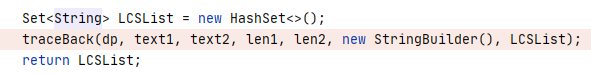 Set<String> LCSList = new HashSet<>();
traceBack(dp, text1, text2, len1, len2, new StringBuilder(), LCSList);
return LCSList;